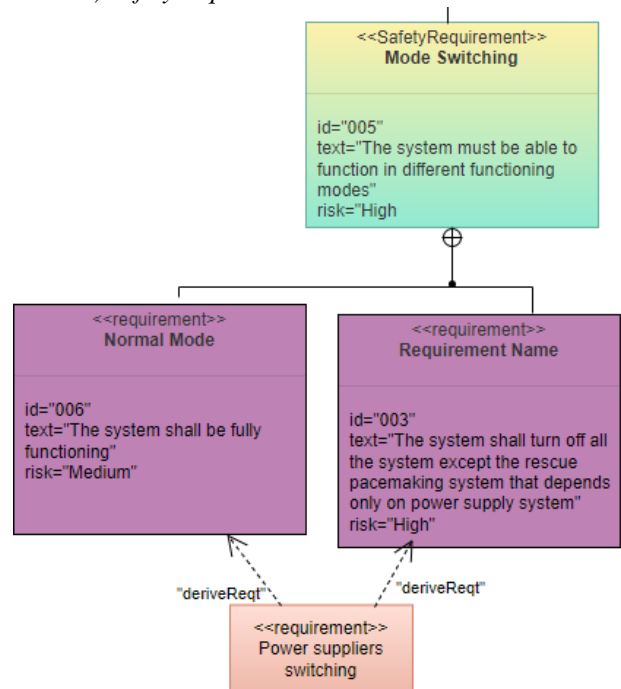 <<SafetyRequirement>>
Mode Switching
id="005"
text="The system must be able to
function in different functioning
modes"
risk="High
<<requirement>>
Normal Mode
id="006"
text="The system shall be fully
functioning"
risk="Medium"
<<requirement>>
Requirement Name
id="003"
text="The system shall turn off all
the system except the rescue
pacemaking system that depends
only on power supply system"
risk="High"
"deriveReqt"
"deriveReqt"
<<requirement>>
Power suppliers
switching